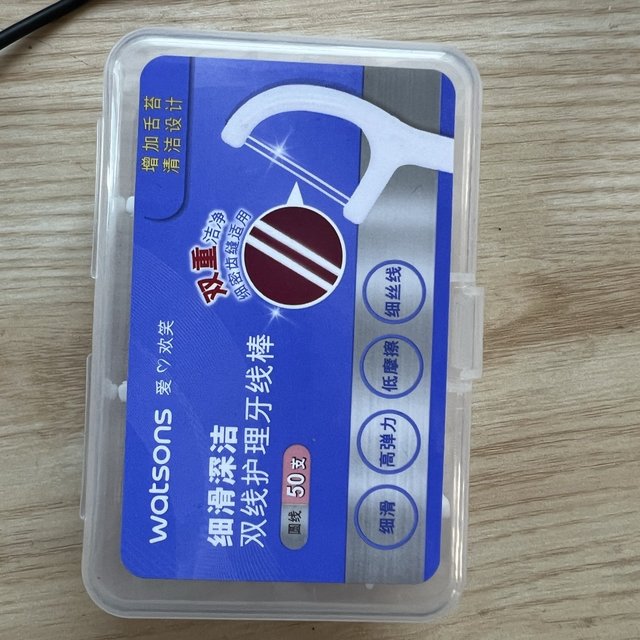 watsons 爱♡欢笑
增加舌苔
清洁设计
双重洁净
细密齿缝适用
细滑深洁
双线护理牙线棒
圆线 50支
细滑
高弹力
低摩擦
细丝线